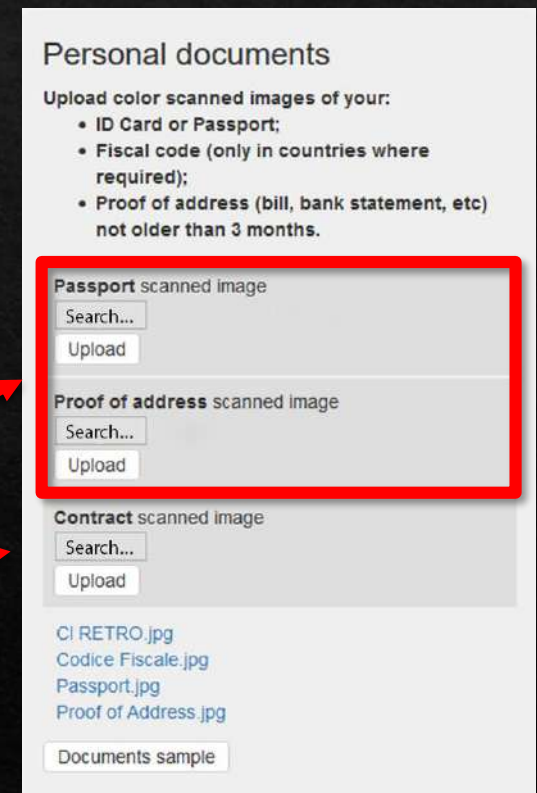 Personal documents
Upload color scanned images of your:
• ID Card or Passport;
• Fiscal code (only in countries where
required);
• Proof of address (bill, bank statement, etc)
not older than 3 months.
Passport scanned image
Search...
Upload
Proof of address scanned image
Search...
Upload
Contract scanned image
Search...
Upload
CI RETRO.jpg
Codice Fiscale.jpg
Passport.jpg
Proof of Address.jpg
Documents sample